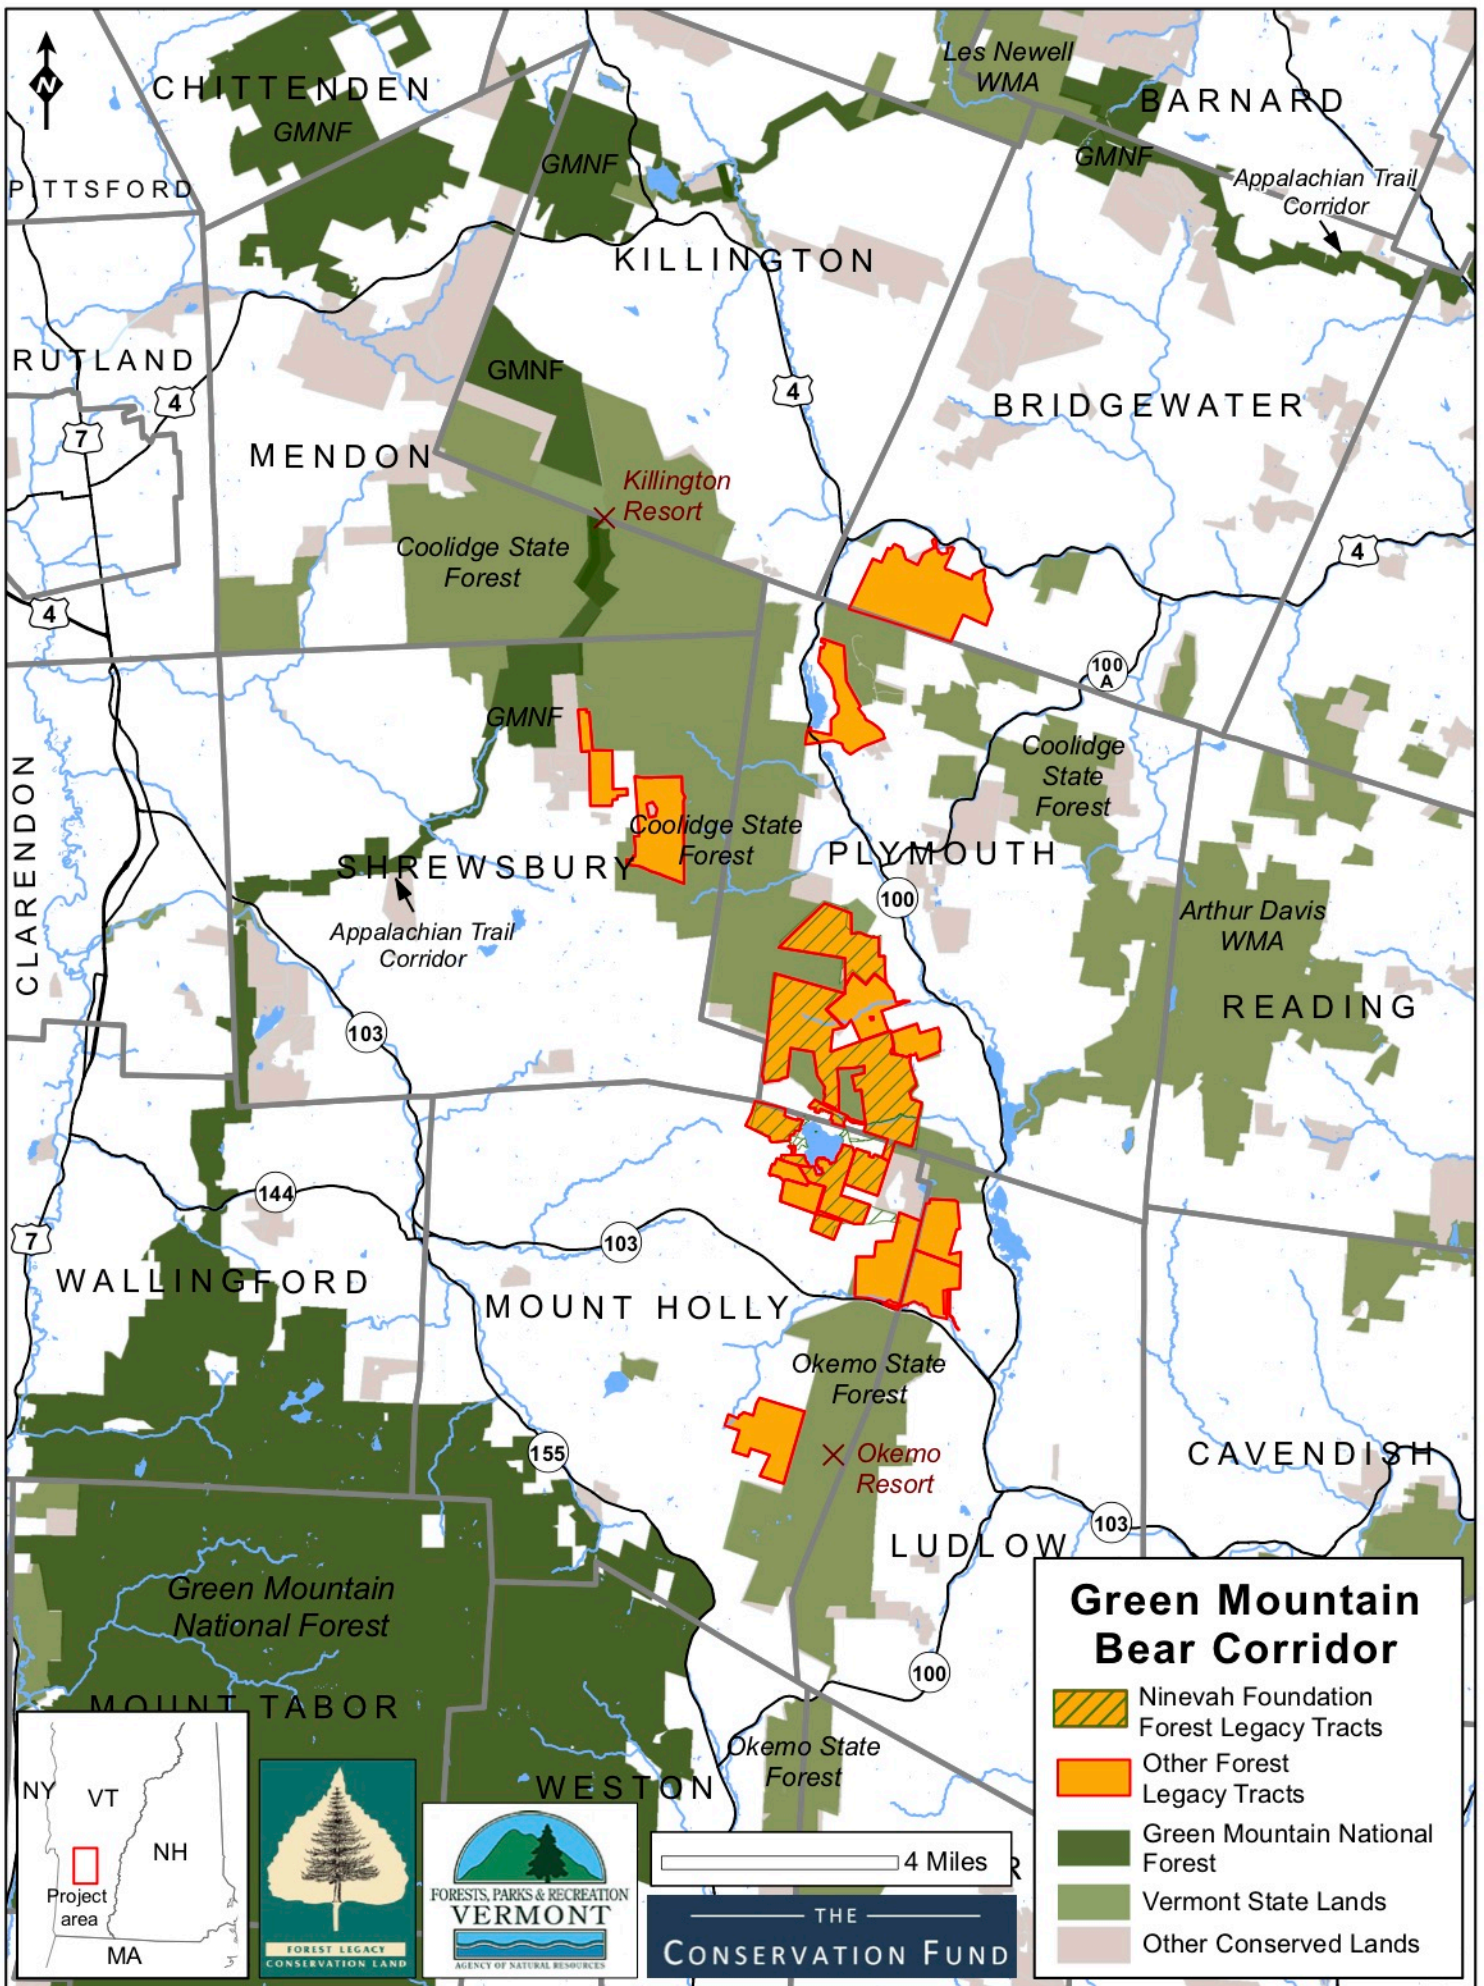 N
CHITTENDEN
GMNF
Les Newell
WMA
BARNARD
GMNF
GMNF
PITTSFORD
Appalachian Trail
Corridor
KILLINGTON
RUTLAND
4
7
GMNF
4
BRIDGEWATER
MENDON
Killington
Resort
Coolidge State
Forest
4
4
100
A
GMNF
CLARENDON
Coolidge
State
Forest
Coolidge State
Forest
SHREWSBURY
PLYMOUTH
100
Appalachian Trail
Corridor
Arthur Davis
WMA
READING
103
144
7
103
WALLINGFORD
MOUNT HOLLY
Okemo State
Forest
155
Okemo
Resort
CAVENDISH
103
LUDLOW
Green Mountain
National Forest
100
MOUNT TABOR
Okemo State
Forest
WESTON
Green Mountain
Bear Corridor
Ninevah Foundation
Forest Legacy Tracts
Other Forest
Legacy Tracts
Green Mountain National
Forest
Vermont State Lands
Other Conserved Lands
NY
VT
NH
Project
area
MA
FOREST LEGACY
CONSERVATION LAND
FORESTS, PARKS & RECREATION
VERMONT
AGENCY OF NATURAL RESOURCES
4 Miles
R
THE
CONSERVATION FUND